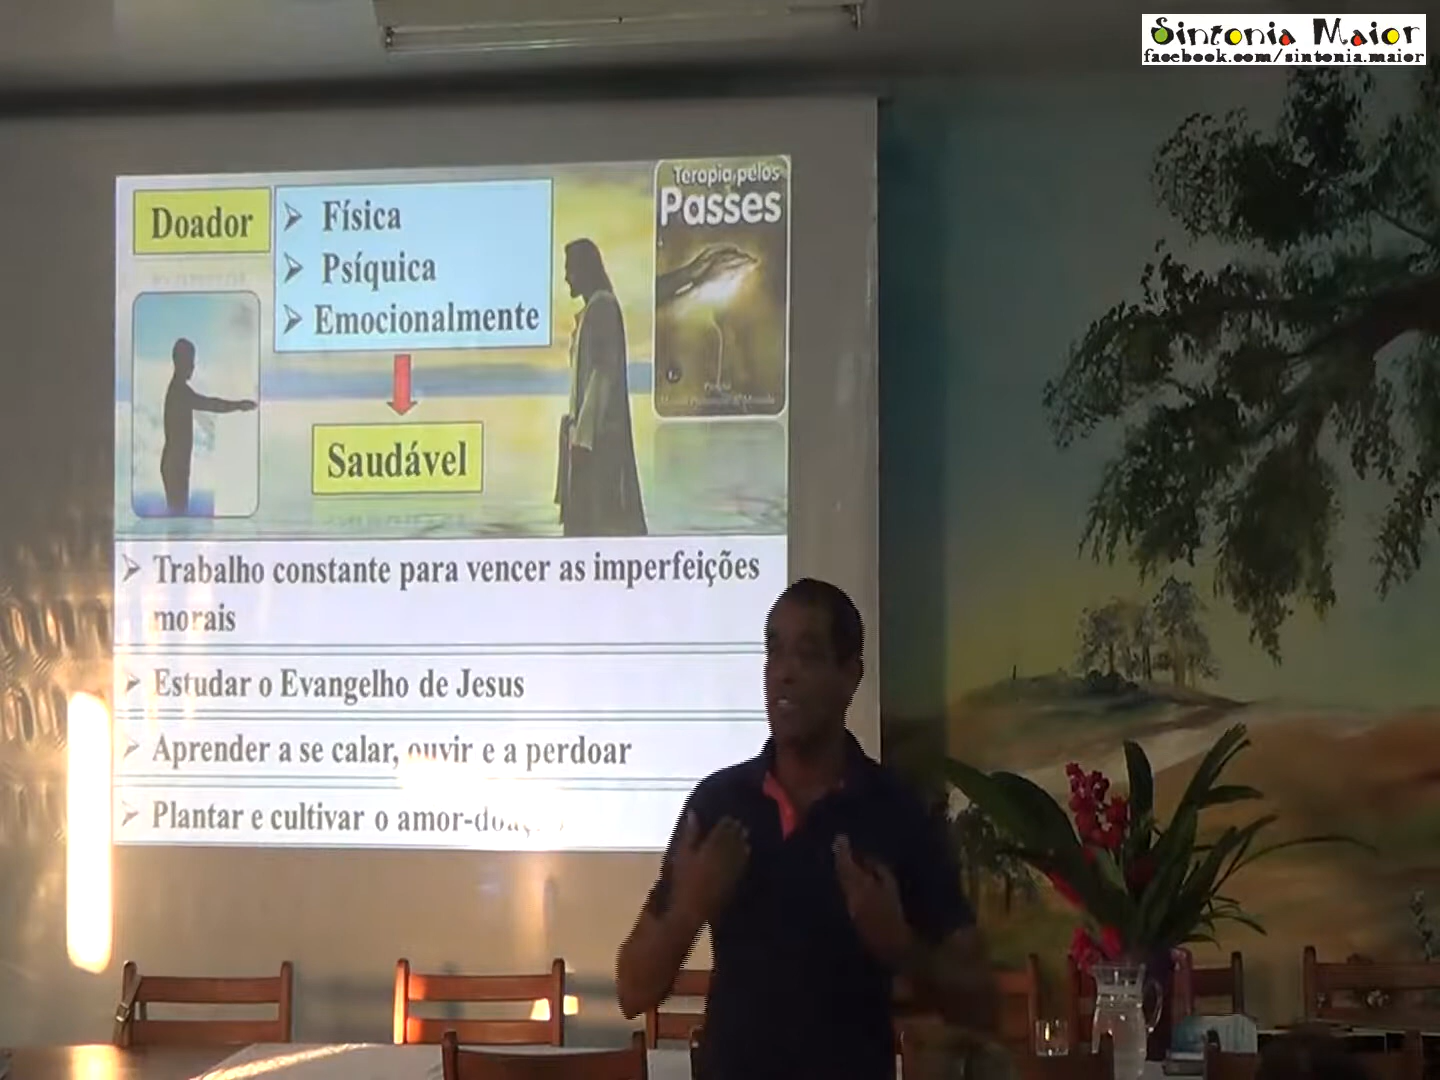 Sintonia Maior
facebook.com/sintonia.maior
Doador
Física
Psíquica
Emocionalmente
Saudável
Terapia pelos
Passes
Trabalho constante para vencer as imperfeições
morais
Estudar o Evangelho de Jesus
Aprender a se calar, ouvir e a perdoar
Plantar e cultivar o